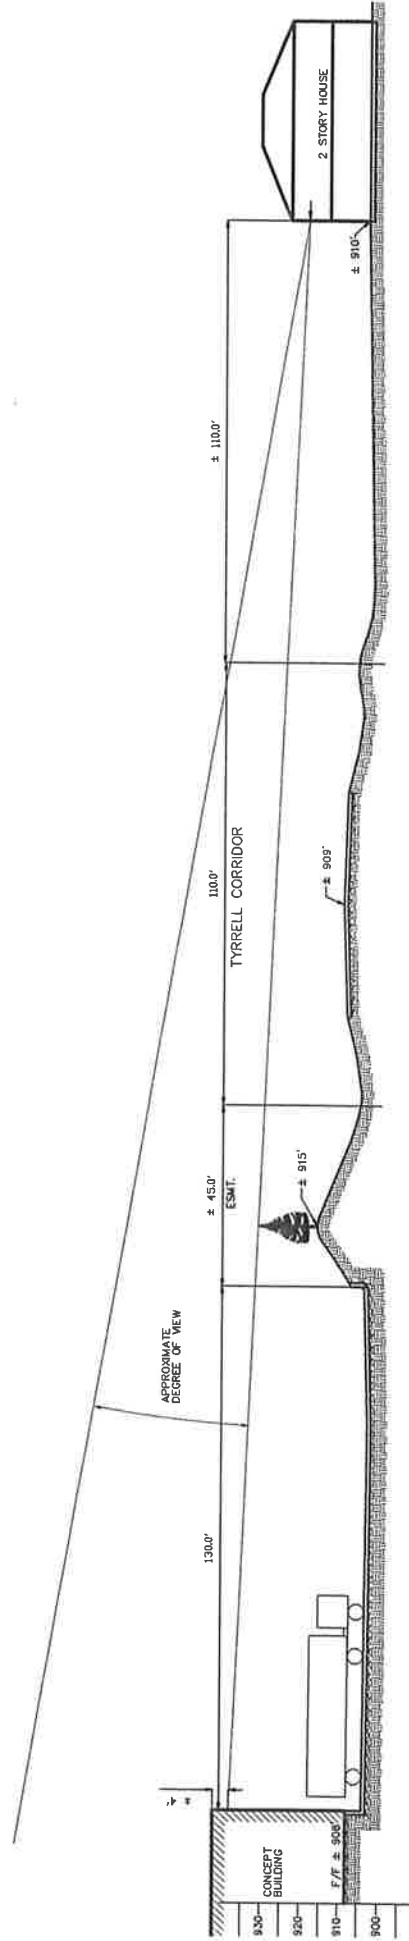 2 STORY HOUSE
± 910'
± 110.0'
110.0'
TYRRELL CORRIDOR
± 909'
± 45.0'
ESMT.
± 915'
APPROXIMATE
DEGREE OF VIEW
130.0'
± 4'
CONCEPT
BUILDING
F/F ± 908'
930
920
910
900